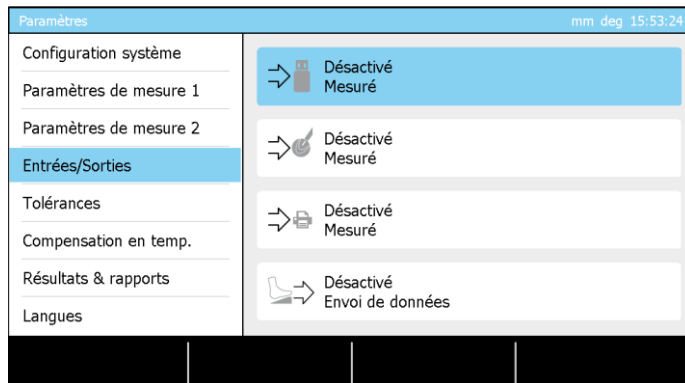 Paramètres
mm deg 15:53:24
Configuration système
Paramètres de mesure 1
Paramètres de mesure 2
Entrées/Sorties
Tolérances
Compensation en temp.
Résultats & rapports
Langues
Désactivé
Mesuré
Désactivé
Mesuré
Désactivé
Mesuré
Désactivé
Envoi de données